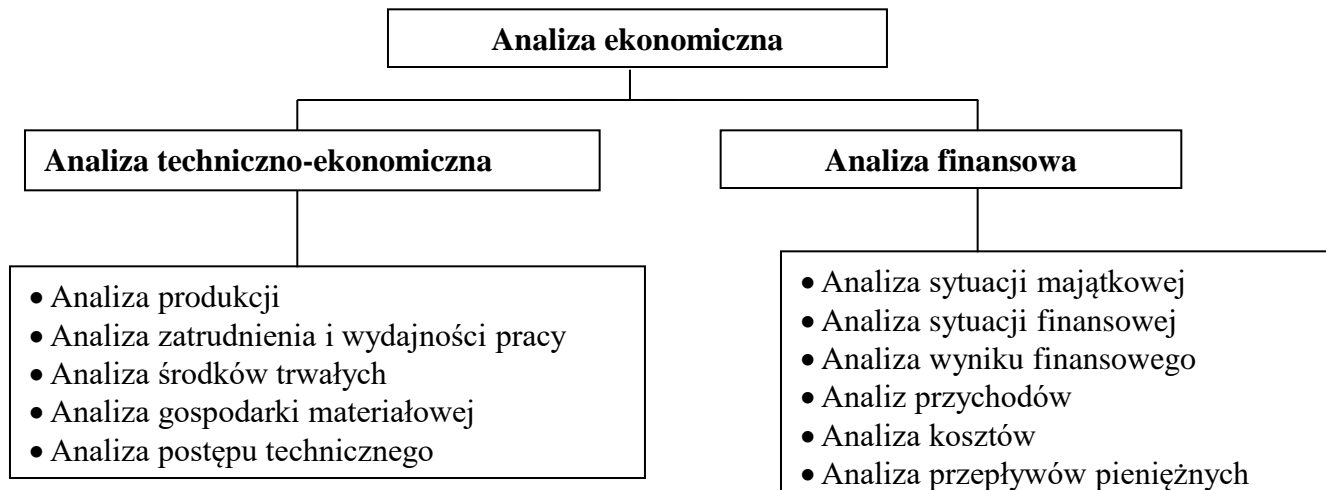 Analiza ekonomiczna
Analiza techniczno-ekonomiczna
Analiza finansowa
• Analiza produkcji
• Analiza zatrudnienia i wydajności pracy
• Analiza środków trwałych
• Analiza gospodarki materiałowej
• Analiza postępu technicznego
• Analiza sytuacji majątkowej
• Analiza sytuacji finansowej
• Analiza wyniku finansowego
• Analiz przychodów
• Analiza kosztów
• Analiza przepływów pieniężnych